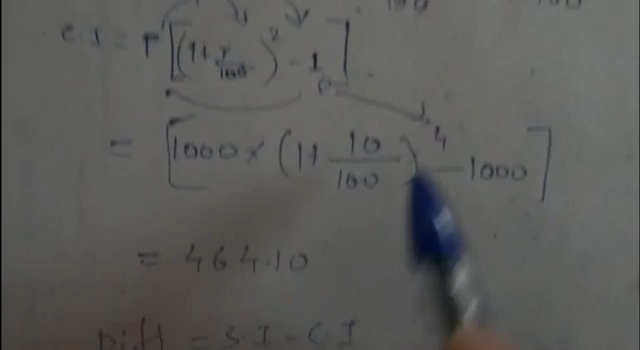 C.I = P[(1+r/100)² - 1]
= [1000 × (1+ 10/100)⁴ - 1000]
= 464.10
Diff = S.I - C.I